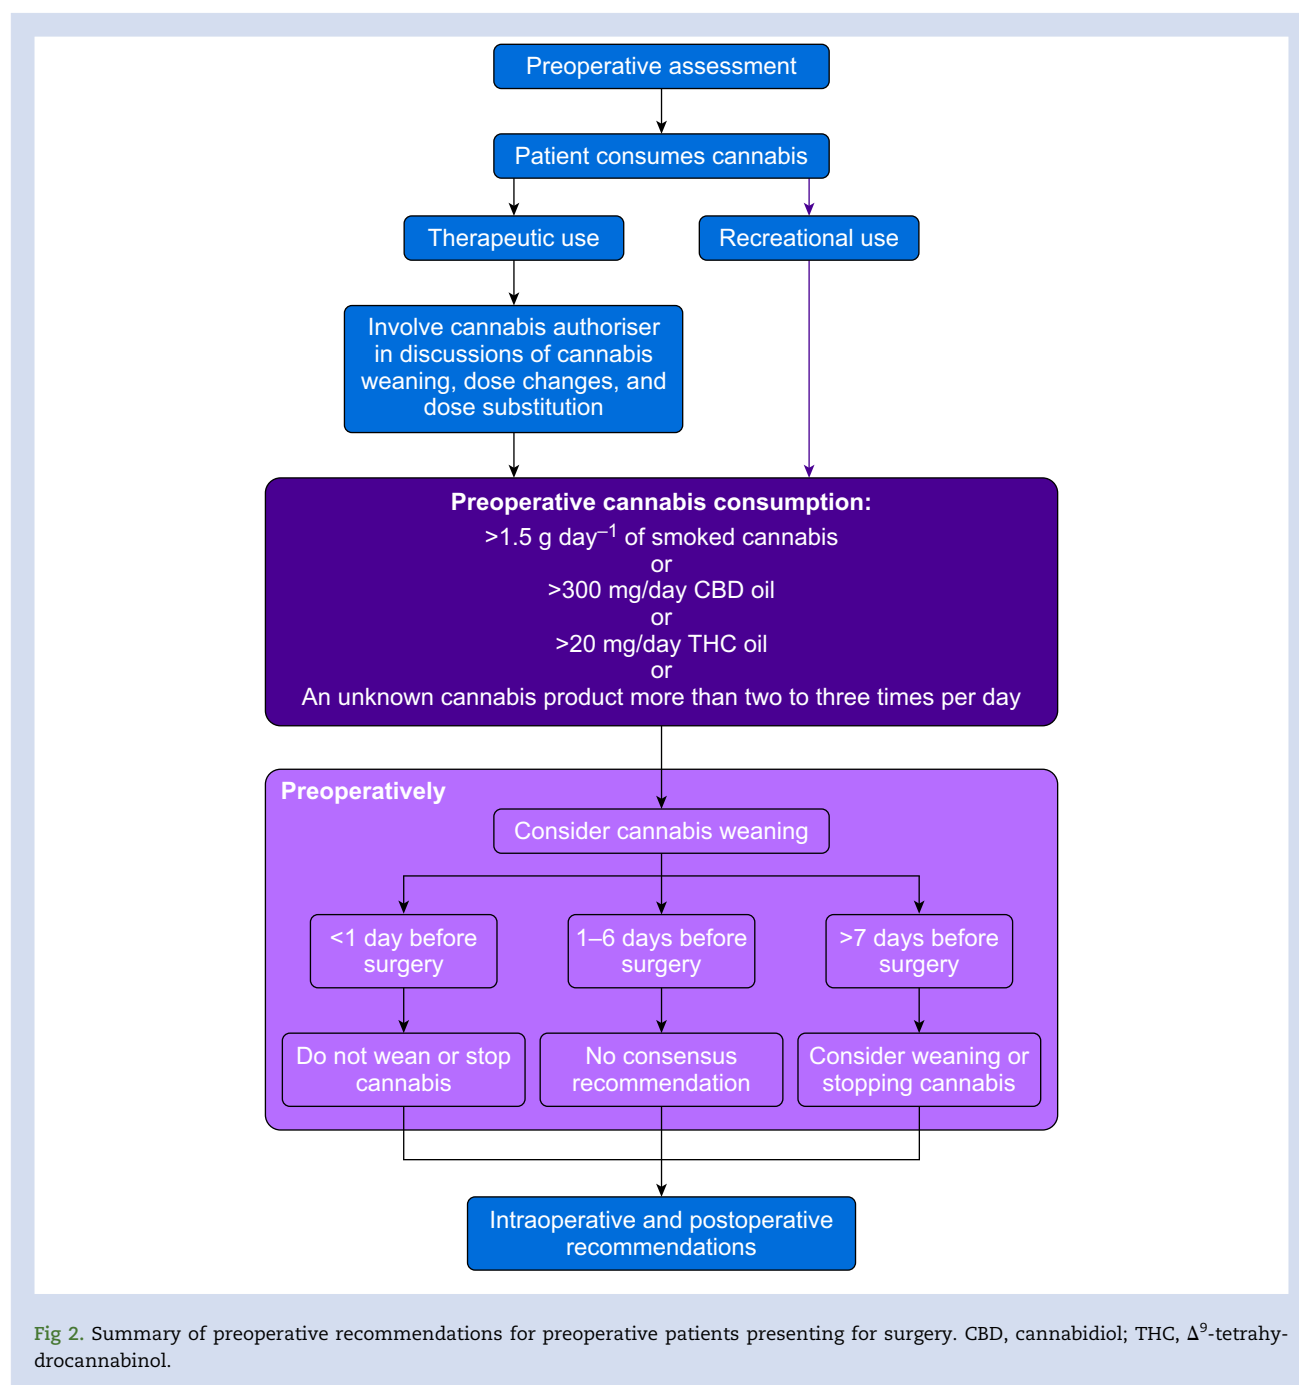 Preoperative assessment
Patient consumes cannabis
Therapeutic use
Recreational use
Involve cannabis authoriser
in discussions of cannabis
weaning, dose changes, and
dose substitution
Preoperative cannabis consumption:
>1.5 g day⁻¹ of smoked cannabis
or
>300 mg/day CBD oil
or
>20 mg/day THC oil
or
An unknown cannabis product more than two to three times per day
Preoperatively
Consider cannabis weaning
<1 day before
surgery
1–6 days before
surgery
>7 days before
surgery
Do not wean or stop
cannabis
No consensus
recommendation
Consider weaning or
stopping cannabis
Intraoperative and postoperative
recommendations
Fig 2. Summary of preoperative recommendations for preoperative patients presenting for surgery. CBD, cannabidiol; THC, Δ⁹-tetrahy-
drocannabinol.